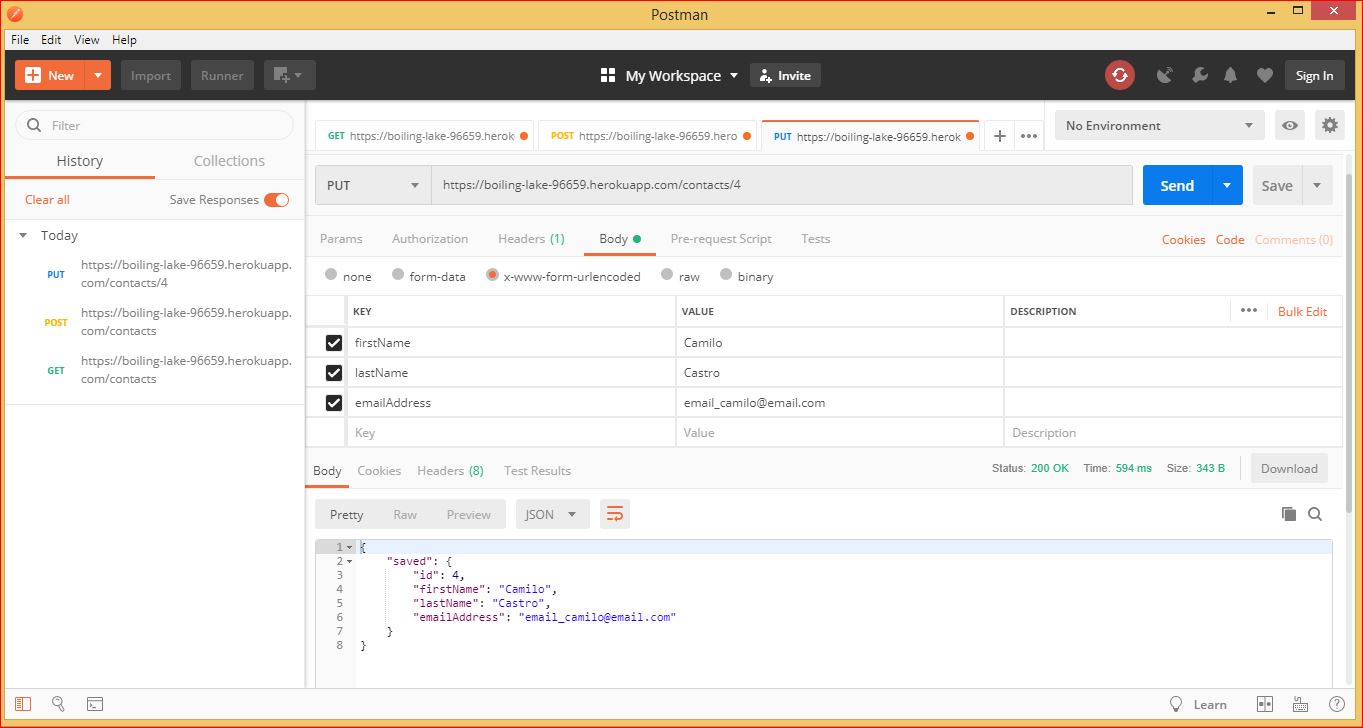 Postman
File Edit View Help
New Import Runner My Workspace Invite Sign In
Filter
History Collections
Clear all Save Responses
Today
PUT https://boiling-lake-96659.herokuapp.
com/contacts/4
POST https://boiling-lake-96659.herokuapp.
com/contacts
GET https://boiling-lake-96659.herokuapp.
com/contacts
GET https://boiling-lake-96659.herok POST https://boiling-lake-96659.hero PUT https://boiling-lake-96659.herok + ••• No Environment
PUT https://boiling-lake-96659.herokuapp.com/contacts/4 Send Save
Params Authorization Headers (1) Body Pre-request Script Tests Cookies Code Comments (0)
none form-data x-www-form-urlencoded raw binary
KEY VALUE DESCRIPTION ••• Bulk Edit
firstName Camilo
lastName Castro
emailAddress email_camilo@email.com
Key Value Description
Body Cookies Headers (8) Test Results Status: 200 OK Time: 594 ms Size: 343 B Download
Pretty Raw Preview JSON
1 {
2 "saved": {
3 "id": 4,
4 "firstName": "Camilo",
5 "lastName": "Castro",
6 "emailAddress": "email_camilo@email.com"
7 }
8 }
Learn